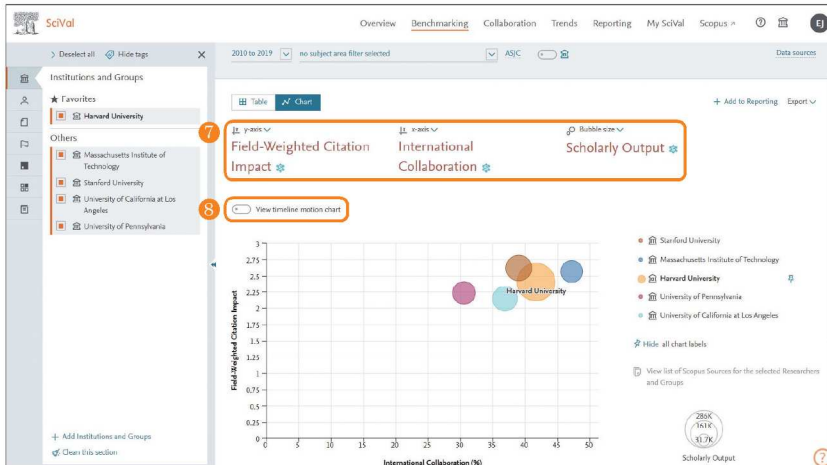 SciVal
Overview Benchmarking Collaboration Trends Reporting My SciVal Scopus EJ
Deselect all Hide tags X
2010 to 2019 no subject area filter selected ASJC Data sources
Institutions and Groups
★ Favorites
Harvard University
Others
Massachusetts Institute of
Technology
Stanford University
University of California at Los
Angeles
University of Pennsylvania
+ Add Institutions and Groups
Clean this section
Table Chart
+ Add to Reporting Export
7
y-axis x-axis Bubble size
Field-Weighted Citation
Impact
International
Collaboration
Scholarly Output
8
View timeline motion chart
Field-Weighted Citation Impact
3
2.75
2.5
2.25
2
1.75
1.5
1.25
1
0.75
0.5
0.25
0
0 5 10 15 20 25 30 35 40 45 50
International Collaboration (%)
Harvard University
Stanford University
Massachusetts Institute of Technology
Harvard University
University of Pennsylvania
University of California at Los Angeles
Hide all chart labels
View list of Scopus Sources for the selected Researchers
and Groups
286K
161K
31.7K
Scholarly Output
?